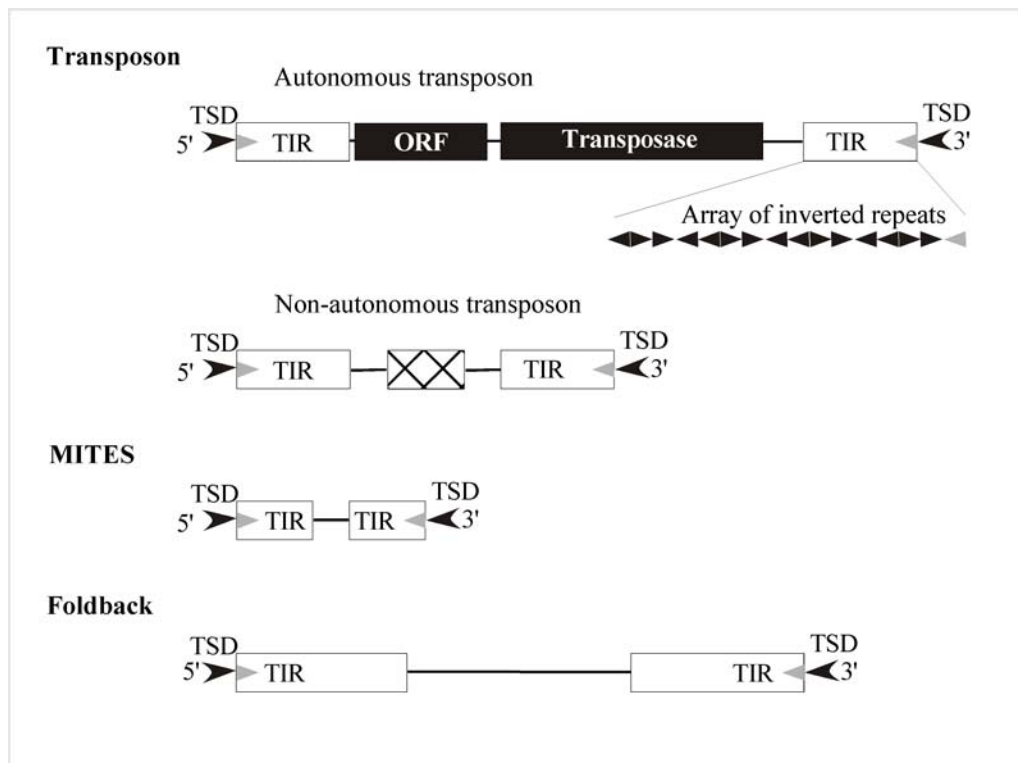 Transposon
Autonomous transposon
TSD TSD
5' TIR ORF Transposase TIR 3'
Array of inverted repeats
Non-autonomous transposon
TSD TSD
5' TIR TIR 3'
MITES
TSD TSD
5' TIR TIR 3'
Foldback
TSD TSD
5' TIR TIR 3'